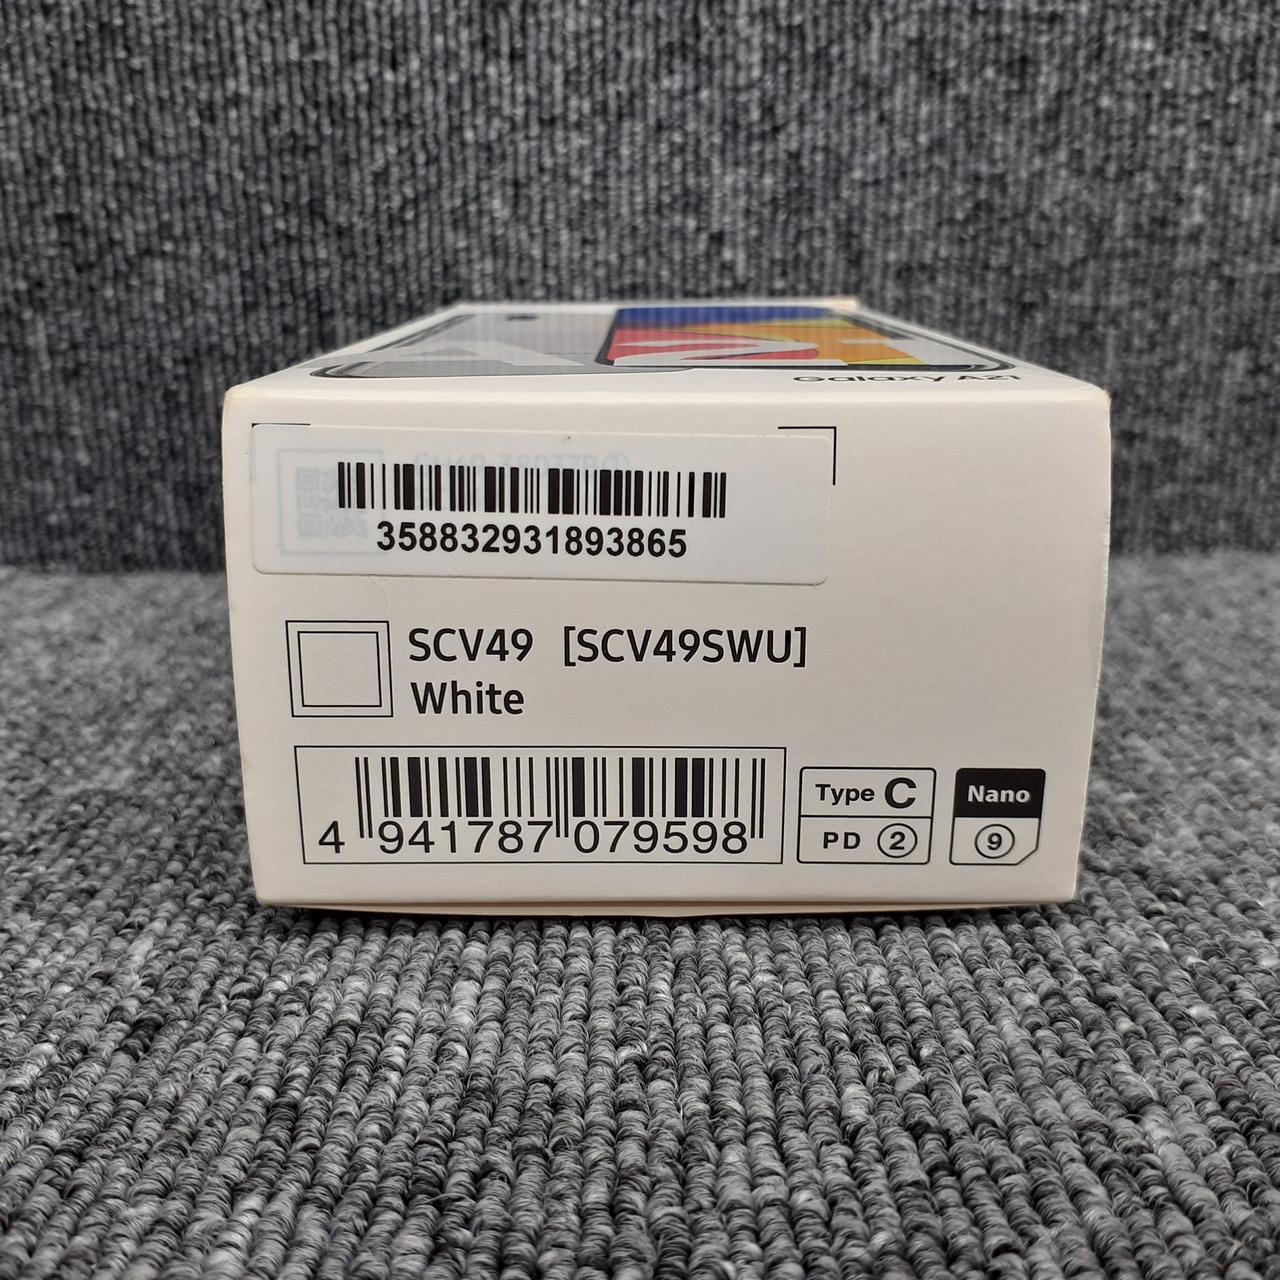 Galaxy A21
358832931893865
SCV49 [SCV49SWU]
White
4 941787 079598
Type C
PD 2
Nano
9